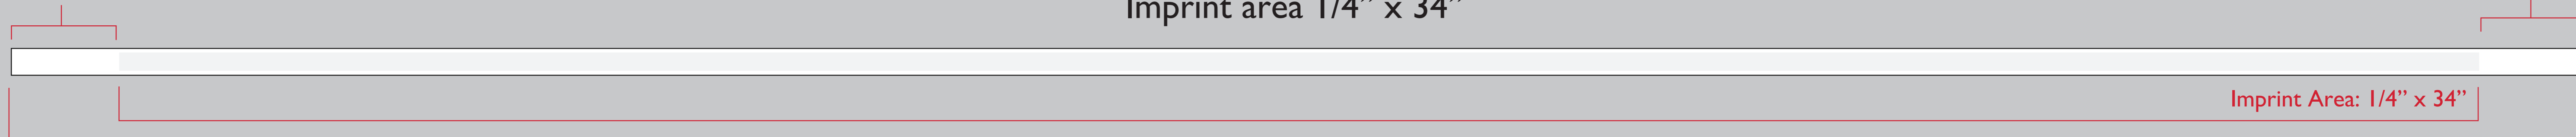 Imprint area 1/4” x 34”
Imprint Area: 1/4” x 34”